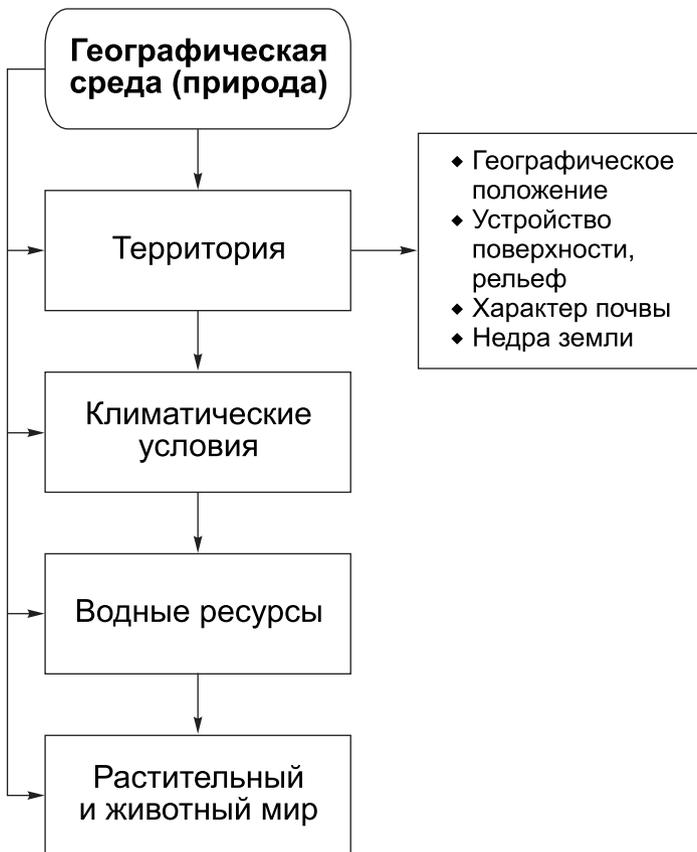 Географическая
среда (природа)
Территория
◆ Географическое
положение
◆ Устройство
поверхности,
рельеф
◆ Характер почвы
◆ Недра земли
Климатические
условия
Водные ресурсы
Растительный
и животный мир